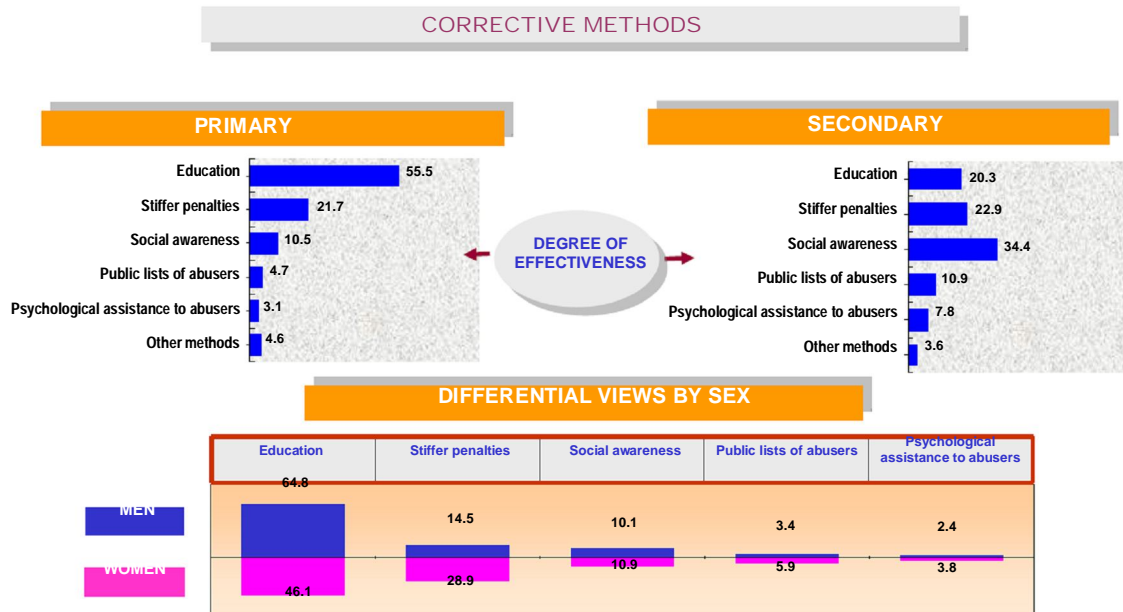 CORRECTIVE METHODS
PRIMARY
Education 55.5
Stiffer penalties 21.7
Social awareness 10.5
Public lists of abusers 4.7
Psychological assistance to abusers 3.1
Other methods 4.6
DEGREE OF
EFFECTIVENESS
SECONDARY
Education 20.3
Stiffer penalties 22.9
Social awareness 34.4
Public lists of abusers 10.9
Psychological assistance to abusers 7.8
Other methods 3.6
DIFFERENTIAL VIEWS BY SEX
Education Stiffer penalties Social awareness Public lists of abusers Psychological
assistance to abusers
MEN 64.8 14.5 10.1 3.4 2.4
WOMEN 46.1 28.9 10.9 5.9 3.8